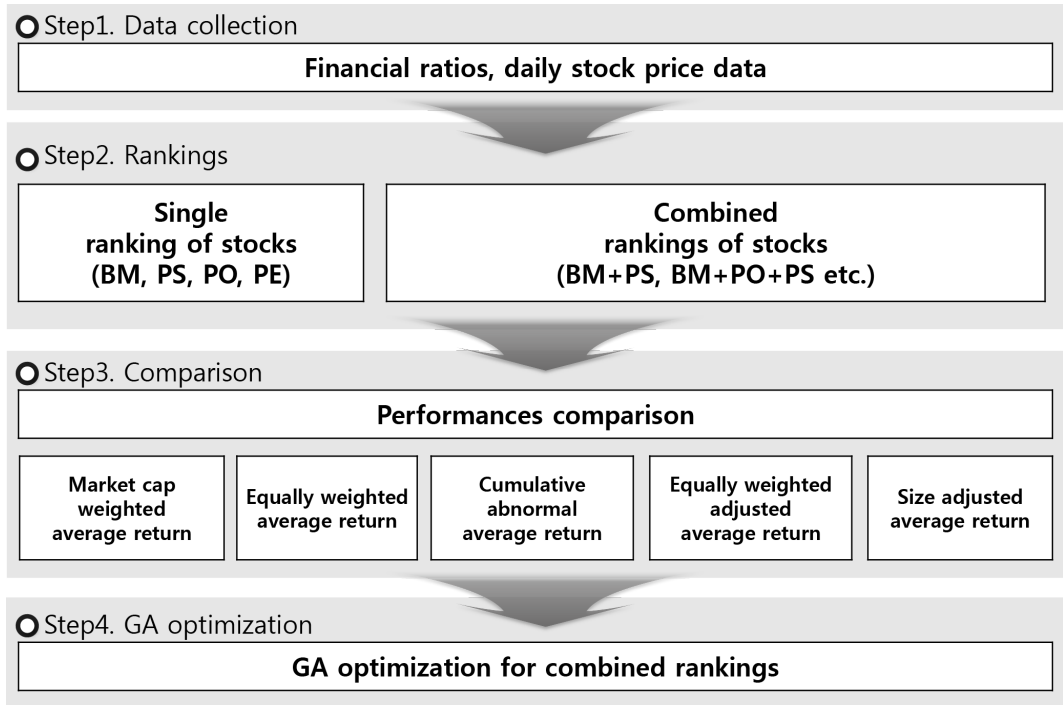 Step1. Data collection
Financial ratios, daily stock price data
Step2. Rankings
Single
ranking of stocks
(BM, PS, PO, PE)
Combined
rankings of stocks
(BM+PS, BM+PO+PS etc.)
Step3. Comparison
Performances comparison
Market cap
weighted
average return
Equally weighted
average return
Cumulative
abnormal
average return
Equally weighted
adjusted
average return
Size adjusted
average return
Step4. GA optimization
GA optimization for combined rankings